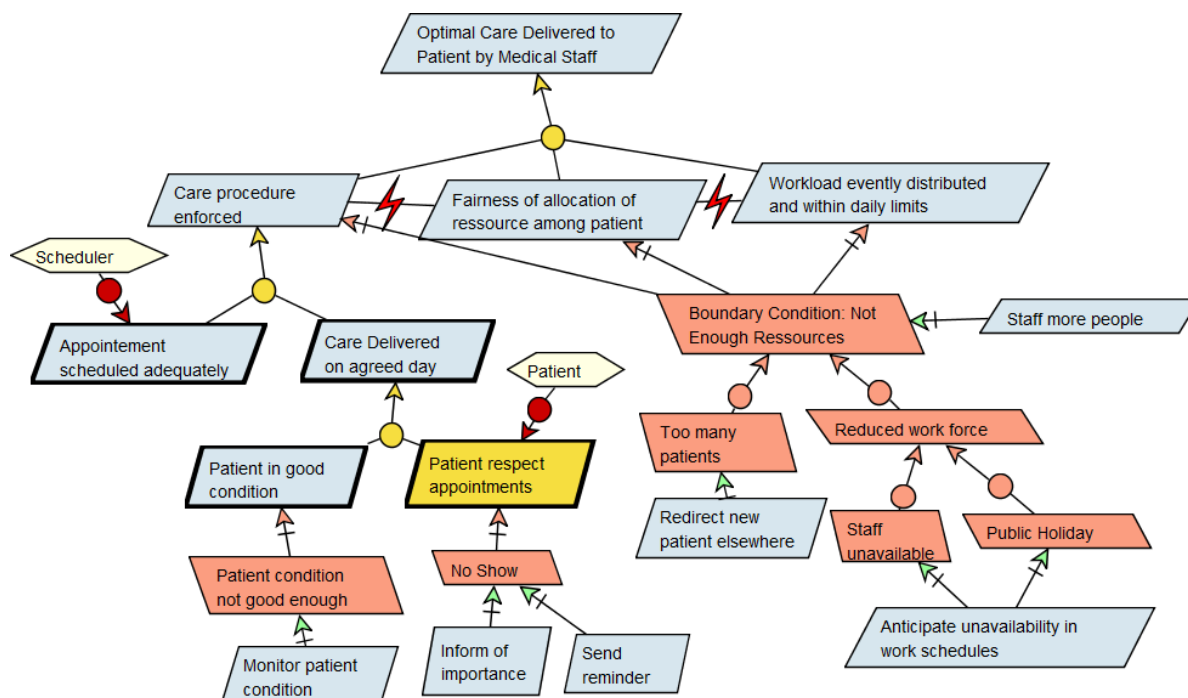 Optimal Care Delivered to
Patient by Medical Staff
Care procedure
enforced
Fairness of allocation of
ressource among patient
Workload evently distributed
and within daily limits
Scheduler
Boundary Condition: Not
Enough Ressources
Staff more people
Appointement
scheduled adequately
Care Delivered
on agreed day
Patient
Too many
patients
Reduced work force
Patient in good
condition
Patient respect
appointments
Redirect new
patient elsewhere
Staff
unavailable
Public Holiday
Patient condition
not good enough
No Show
Monitor patient
condition
Inform of
importance
Send
reminder
Anticipate unavailability in
work schedules